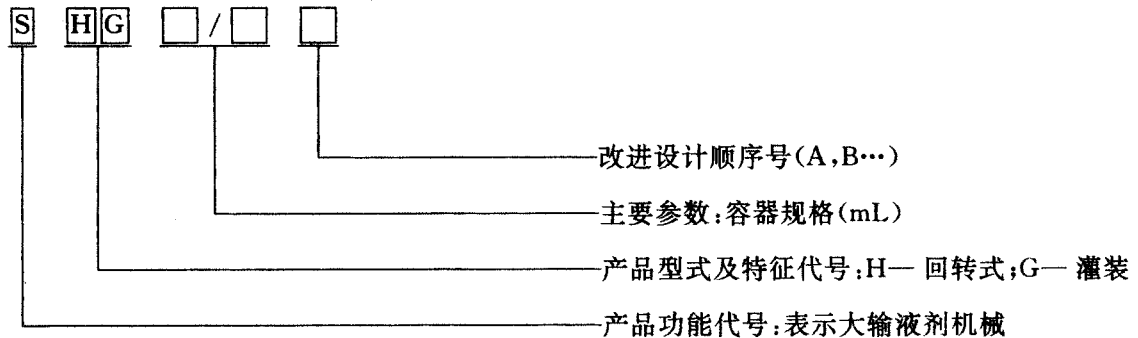 S HG □/□ □
改进设计顺序号(A,B…)
主要参数:容器规格(mL)
产品型式及特征代号:H—回转式;G—灌装
产品功能代号:表示大输液剂机械